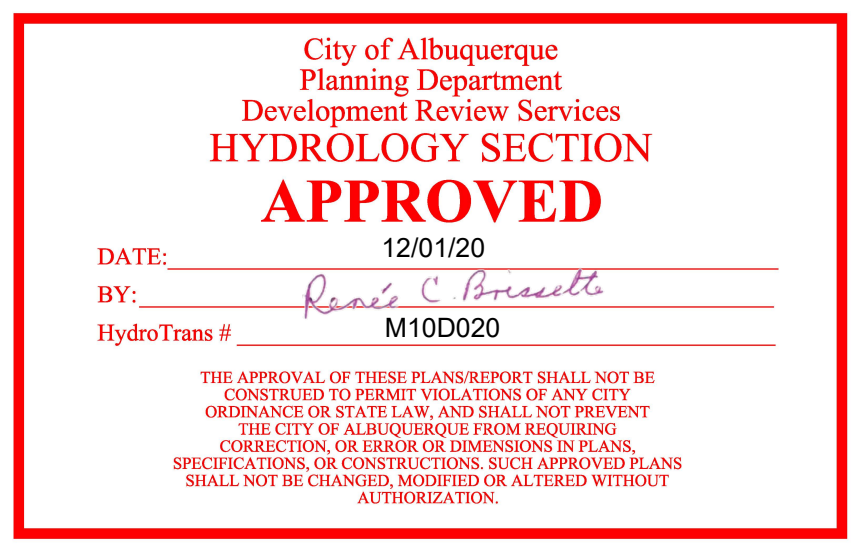 City of Albuquerque
Planning Department
Development Review Services
HYDROLOGY SECTION
APPROVED
DATE: 12/01/20
BY: Renée C. Brissette
HydroTrans # M10D020
THE APPROVAL OF THESE PLANS/REPORT SHALL NOT BE
CONSTRUED TO PERMIT VIOLATIONS OF ANY CITY
ORDINANCE OR STATE LAW, AND SHALL NOT PREVENT
THE CITY OF ALBUQUERQUE FROM REQUIRING
CORRECTION, OR ERROR OR DIMENSIONS IN PLANS,
SPECIFICATIONS, OR CONSTRUCTIONS. SUCH APPROVED PLANS
SHALL NOT BE CHANGED, MODIFIED OR ALTERED WITHOUT
AUTHORIZATION.